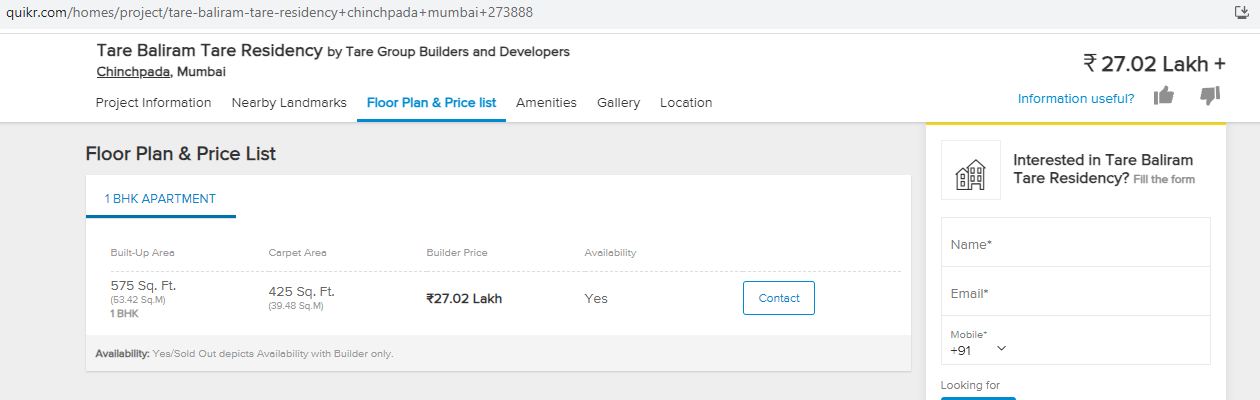 quikr.com/homes/project/tare-baliram-tare-residency+chinchpada+mumbai+273888
Tare Baliram Tare Residency by Tare Group Builders and Developers
Chinchpada, Mumbai
₹ 27.02 Lakh +
Information useful?
Project Information Nearby Landmarks Floor Plan & Price list Amenities Gallery Location
Floor Plan & Price List
1 BHK APARTMENT
Built-Up Area Carpet Area Builder Price Availability
575 Sq. Ft. 425 Sq. Ft. ₹27.02 Lakh Yes Contact
(53.42 Sq.M) (39.48 Sq.M)
1 BHK
Availability: Yes/Sold Out depicts Availability with Builder only.
Interested in Tare Baliram
Tare Residency? Fill the form
Name*
Email*
Mobile*
+91
Looking for